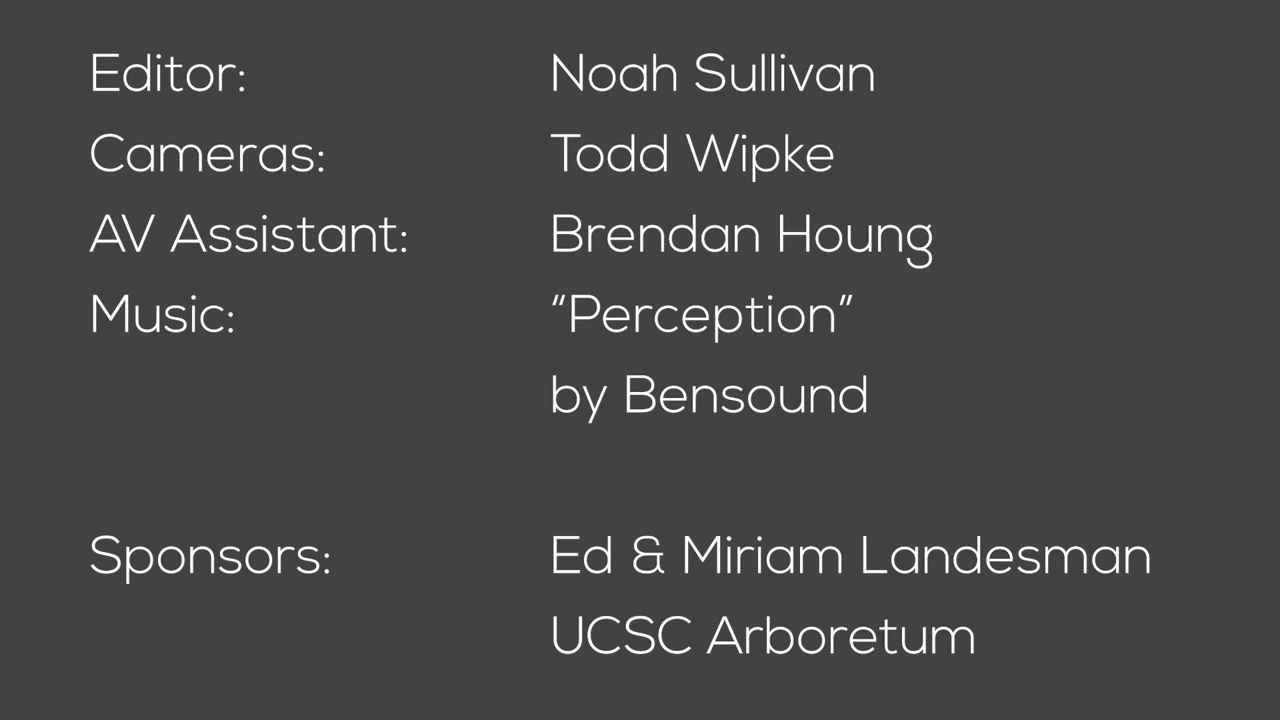 Editor: Noah Sullivan
Cameras: Todd Wipke
AV Assistant: Brendan Houng
Music: “Perception”
by Bensound
Sponsors: Ed & Miriam Landesman
UCSC Arboretum